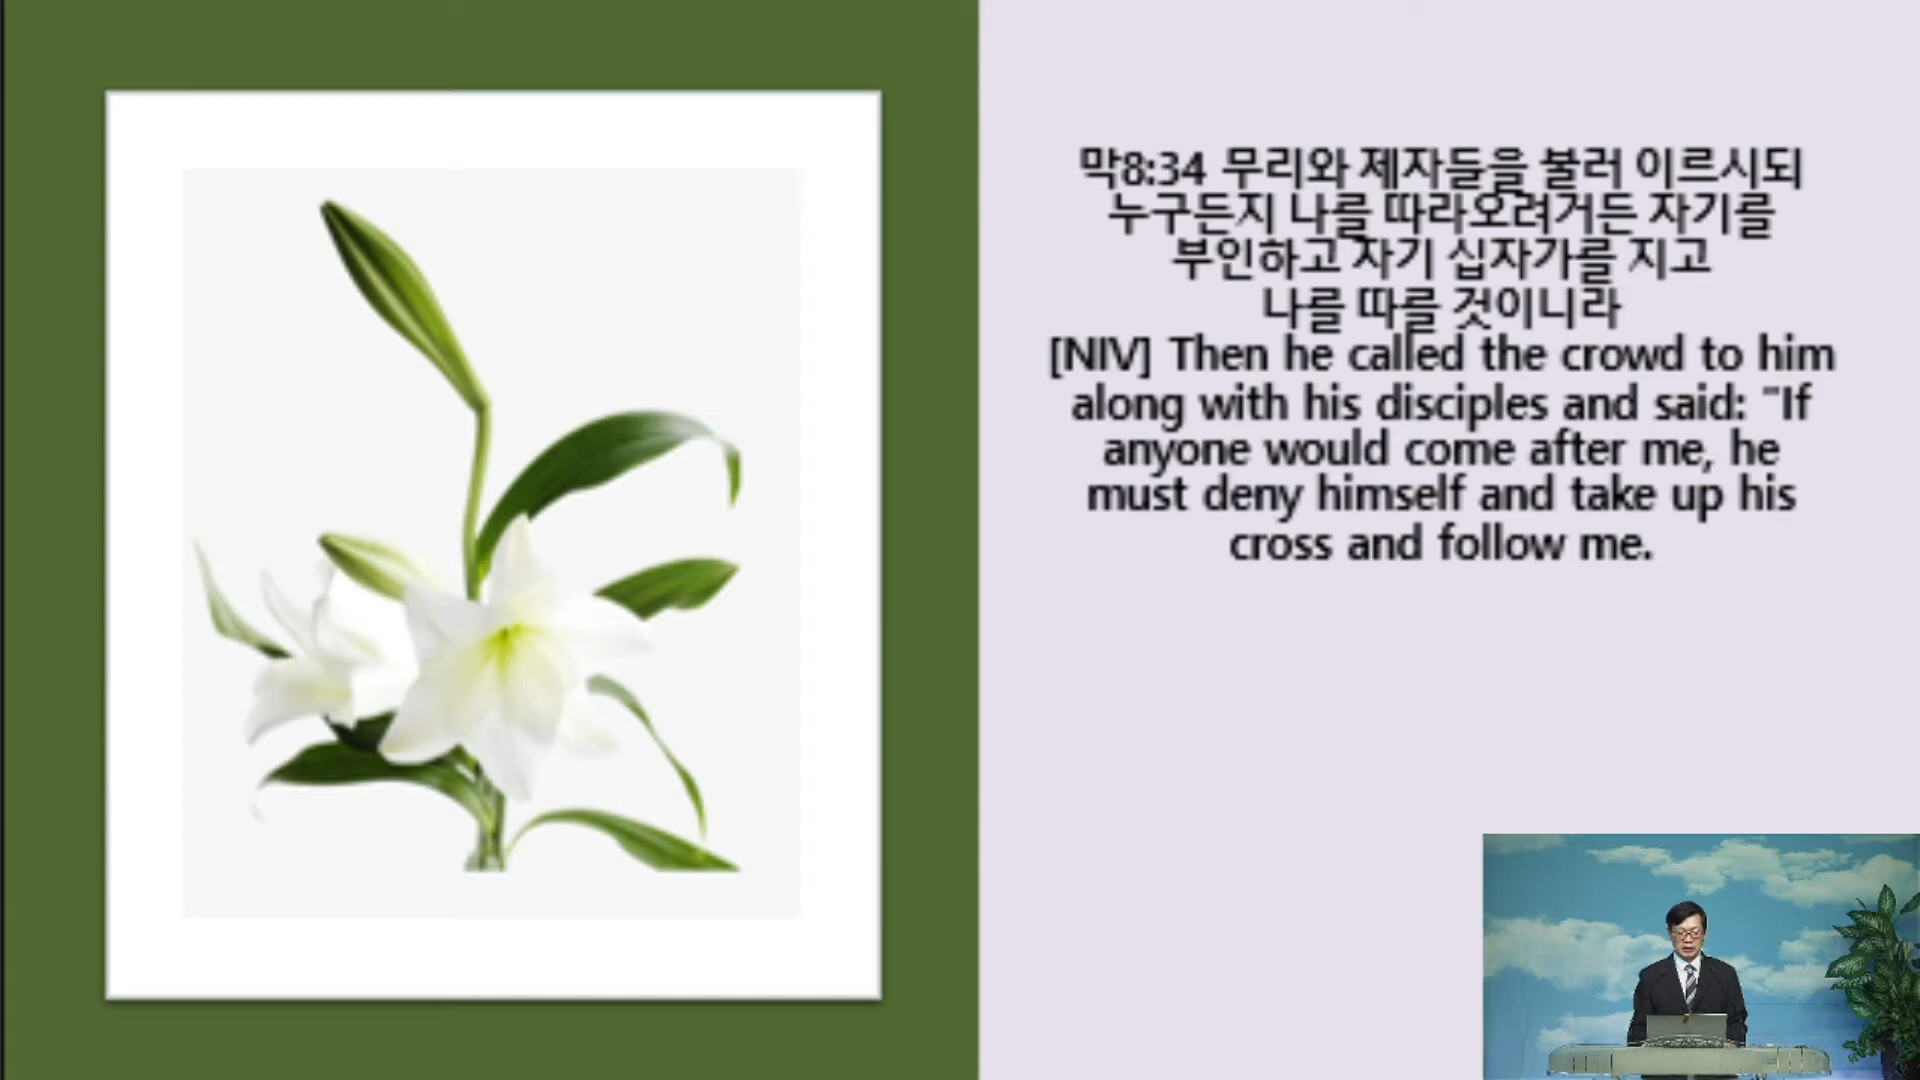 막8:34 무리와 제자들을 불러 이르시되
누구든지 나를 따라오려거든 자기를
부인하고 자기 십자가를 지고
나를 따를 것이니라
[NIV] Then he called the crowd to him
along with his disciples and said: "If
anyone would come after me, he
must deny himself and take up his
cross and follow me.